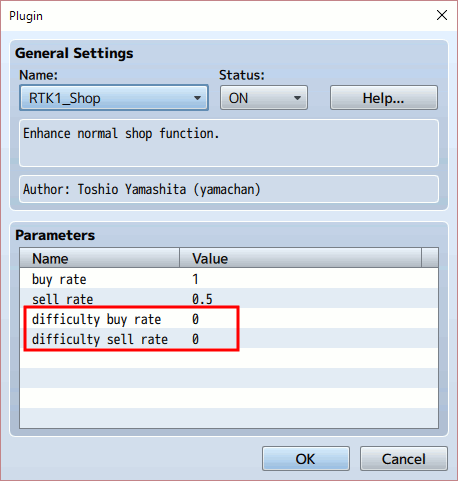 Plugin
General Settings
Name: Status:
RTK1_Shop ON Help...
Enhance normal shop function.
Author: Toshio Yamashita (yamachan)
Parameters
Name Value
buy rate 1
sell rate 0.5
difficulty buy rate 0
difficulty sell rate 0
OK Cancel